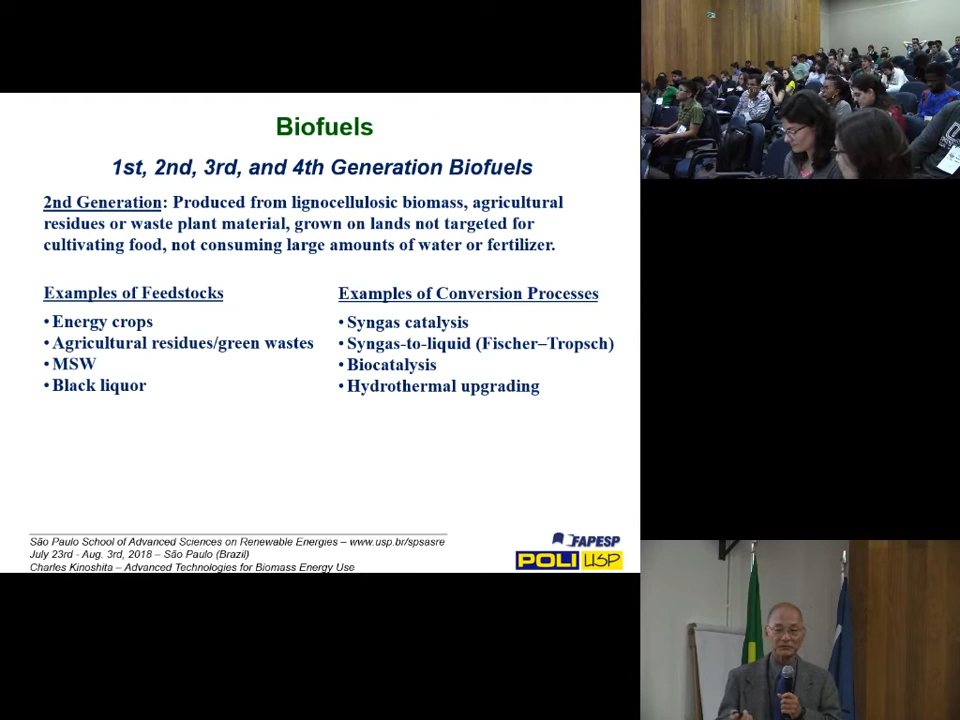 Biofuels
1st, 2nd, 3rd, and 4th Generation Biofuels
2nd Generation: Produced from lignocellulosic biomass, agricultural
residues or waste plant material, grown on lands not targeted for
cultivating food, not consuming large amounts of water or fertilizer.
Examples of Feedstocks
•Energy crops
•Agricultural residues/green wastes
•MSW
•Black liquor
Examples of Conversion Processes
•Syngas catalysis
•Syngas-to-liquid (Fischer–Tropsch)
•Biocatalysis
•Hydrothermal upgrading
São Paulo School of Advanced Sciences on Renewable Energies – www.usp.br/spsasre
July 23rd - Aug. 3rd, 2018 – São Paulo (Brazil)
Charles Kinoshita – Advanced Technologies for Biomass Energy Use
FAPESP
POLI USP